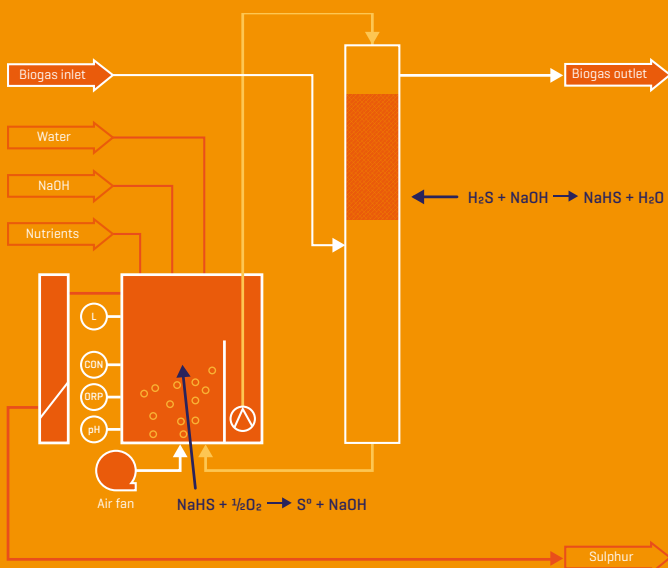 Biogas inlet
Biogas outlet
Water
NaOH
H₂S + NaOH → NaHS + H₂O
Nutrients
L
CON
ORP
pH
Air fan
NaHS + ½O₂ → S⁰ + NaOH
Sulphur